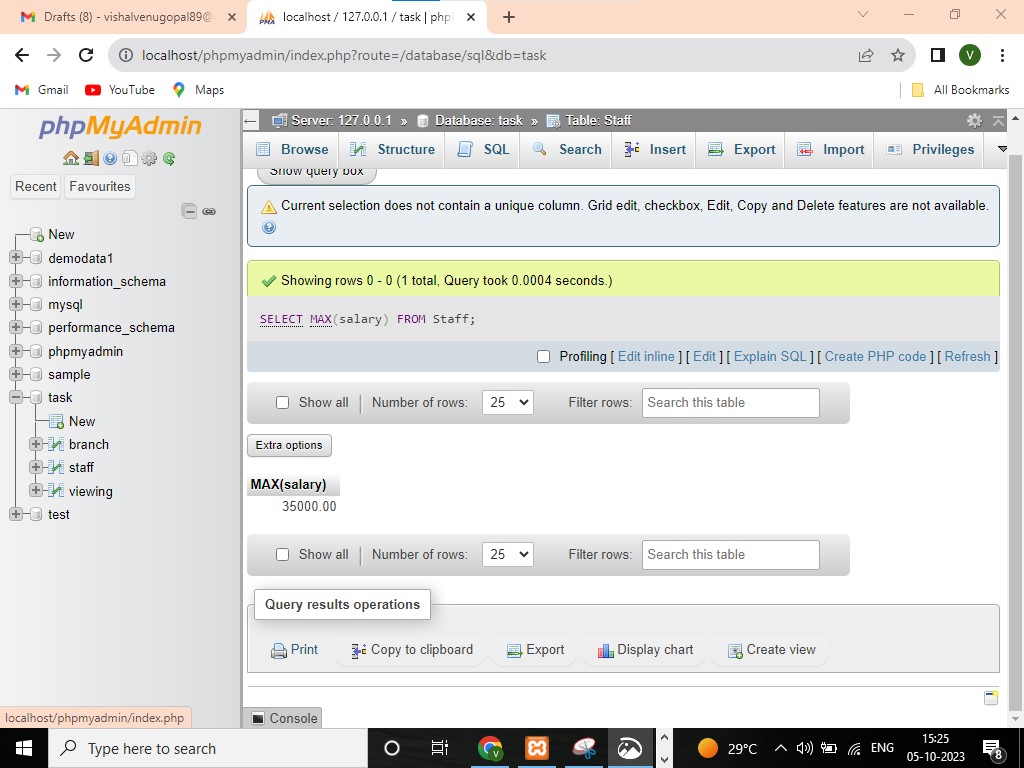 Drafts (8) - vishalvenugopal89@
localhost / 127.0.0.1 / task | php
localhost/phpmyadmin/index.php?route=/database/sql&db=task
Gmail YouTube Maps All Bookmarks
V
phpMyAdmin
Recent Favourites
New
demodata1
information_schema
mysql
performance_schema
phpmyadmin
sample
task
New
branch
staff
viewing
test
localhost/phpmyadmin/index.php
Server: 127.0.0.1 » Database: task » Table: Staff
Browse Structure SQL Search Insert Export Import Privileges
Show query box
Current selection does not contain a unique column. Grid edit, checkbox, Edit, Copy and Delete features are not available.
Showing rows 0 - 0 (1 total, Query took 0.0004 seconds.)
SELECT MAX(salary) FROM Staff;
Profiling [ Edit inline ] [ Edit ] [ Explain SQL ] [ Create PHP code ] [ Refresh ]
Show all Number of rows: 25 Filter rows: Search this table
Extra options
MAX(salary)
35000.00
Show all Number of rows: 25 Filter rows: Search this table
Query results operations
Print Copy to clipboard Export Display chart Create view
Console
Type here to search
29°C ENG
15:25
05-10-2023
8